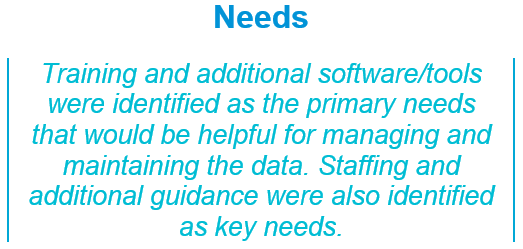 Needs
Training and additional software/tools
were identified as the primary needs
that would be helpful for managing and
maintaining the data. Staffing and
additional guidance were also identified
as key needs.